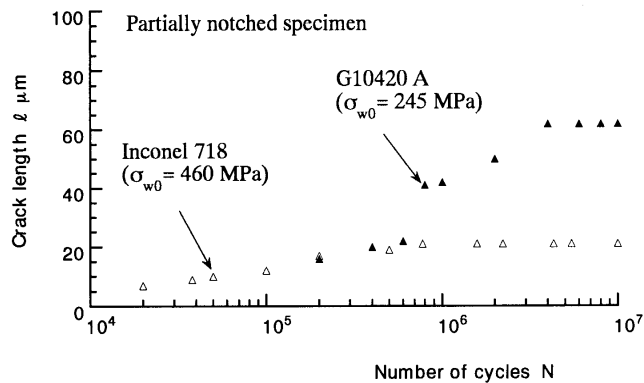 Partially notched specimen
G10420 A
(σw0= 245 MPa)
Inconel 718
(σw0= 460 MPa)
Crack length ℓ μm
100
80
60
40
20
0
10^4
10^5
10^6
10^7
Number of cycles N